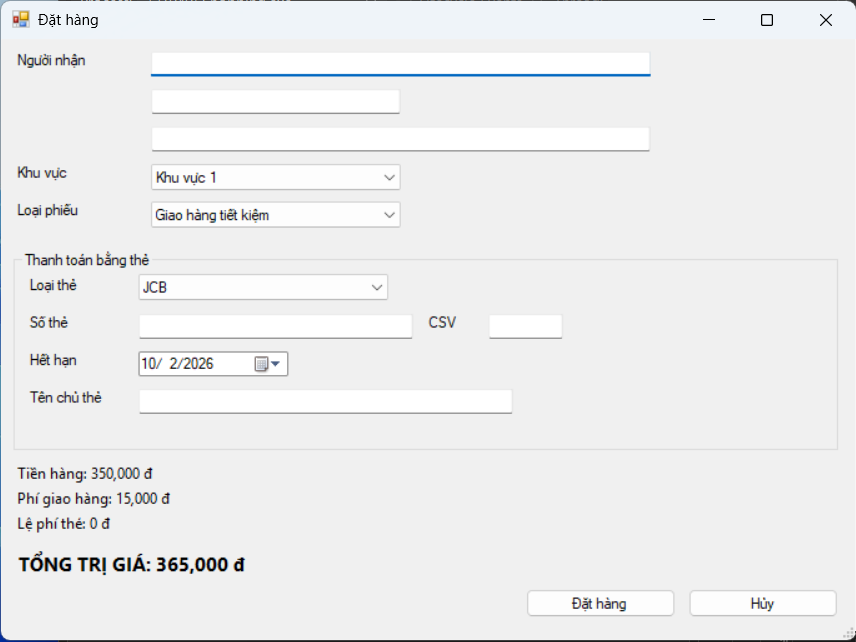 Đặt hàng
Người nhận
Khu vực Khu vực 1
Loại phiếu Giao hàng tiết kiệm
Thanh toán bằng thẻ
Loại thẻ JCB
Số thẻ CSV
Hết hạn 10/ 2/2026
Tên chủ thẻ
Tiền hàng: 350,000 đ
Phí giao hàng: 15,000 đ
Lệ phí thé: 0 đ
TỔNG TRỊ GIÁ: 365,000 đ
Đặt hàng Hủy